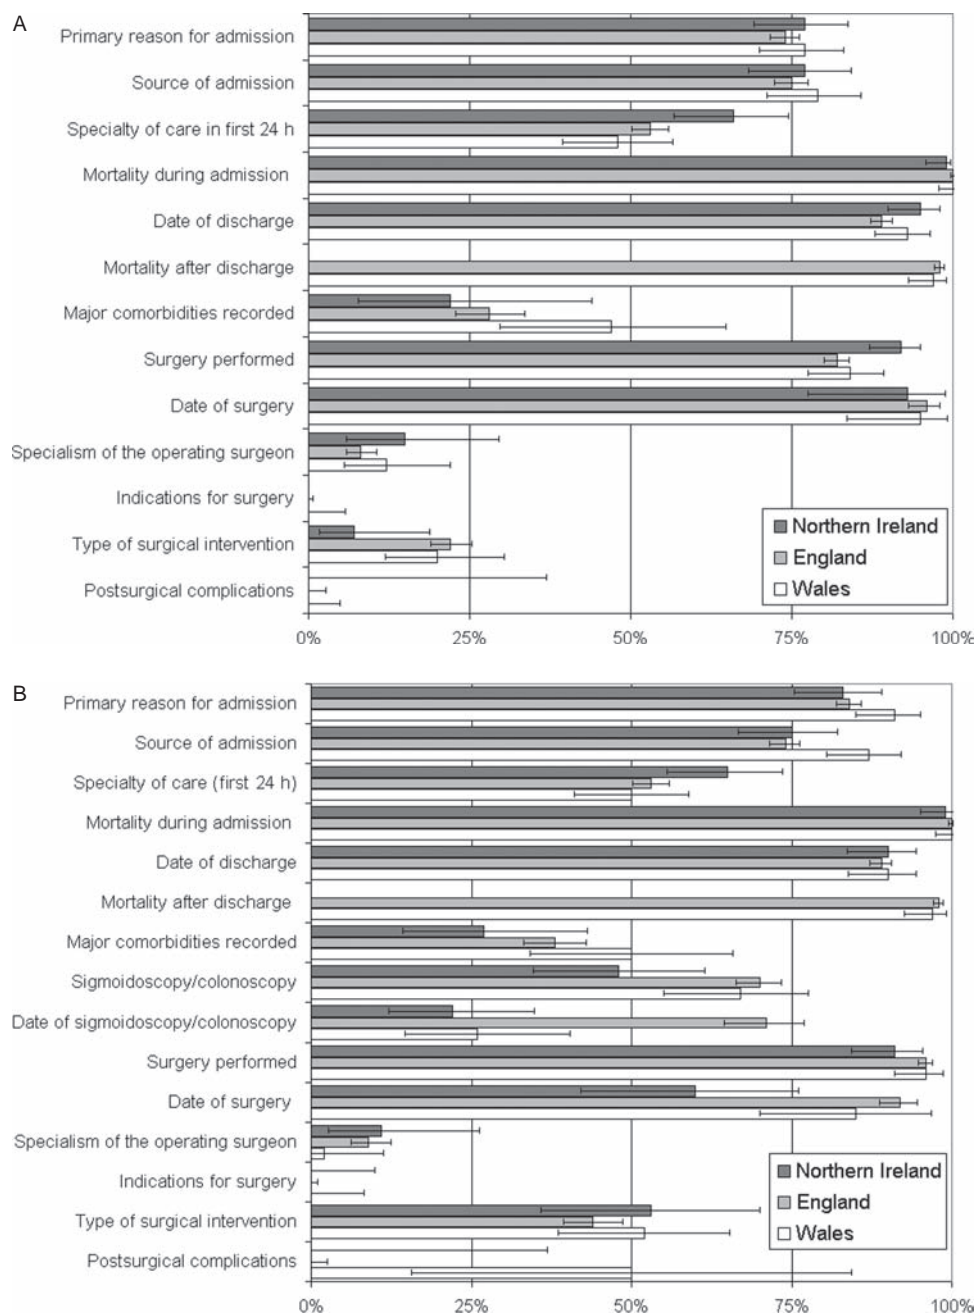 A
Primary reason for admission
Source of admission
Specialty of care in first 24 h
Mortality during admission
Date of discharge
Mortality after discharge
Major comorbidities recorded
Surgery performed
Date of surgery
Specialism of the operating surgeon
Indications for surgery
Type of surgical intervention
Postsurgical complications
Northern Ireland
England
Wales
0% 25% 50% 75% 100%
B
Primary reason for admission
Source of admission
Specialty of care (first 24 h)
Mortality during admission
Date of discharge
Mortality after discharge
Major comorbidities recorded
Sigmoidoscopy/colonoscopy
Date of sigmoidoscopy/colonoscopy
Surgery performed
Date of surgery
Specialism of the operating surgeon
Indications for surgery
Type of surgical intervention
Postsurgical complications
Northern Ireland
England
Wales
0% 25% 50% 75% 100%